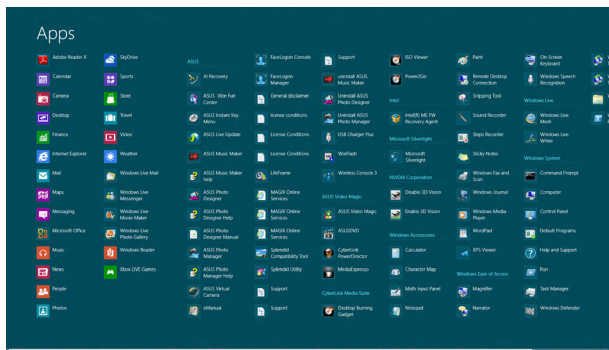 Apps
Adobe Reader X
Calendar
Camera
Desktop
Finance
Internet Explorer
Mail
Maps
Messaging
Microsoft Office
Music
News
People
Photos
SkyDrive
Sports
Store
Travel
Video
Weather
Windows Live Mail
Windows Live
Messenger
Windows Live
Movie Maker
Windows Live
Photo Gallery
Windows Reader
Xbox LIVE Games
ASUS
AI Recovery
ASUS Vibe Fun
Center
ASUS Instant Key
Menu
ASUS Live Update
ASUS Music Maker
ASUS Music Maker
help
ASUS Photo
Designer
ASUS Photo
Designer Help
ASUS Photo
Designer Manual
ASUS Photo
Manager
ASUS Photo
Manager Help
ASUS Virtual
Camera
eManual
FaceLogon Console
FaceLogon
Manager
General disclaimer
license conditions
License Conditions
License Conditions
LifeFrame
MAGIX Online
Services
MAGIX Online
Services
MAGIX Online
Services
Splendid
Compatibility Tool
Splendid Utility
Support
Support
Support
uninstall ASUS
Music Maker
Uninstall ASUS
Photo Designer
Uninstall ASUS
Photo Manager
USB Charger Plus
WinFlash
Wireless Console 3
ASUS Video Magic
ASUS Video Magic
ASUSDVD
CyberLink
PowerDirector
MediaEspresso
CyberLink Media Suite
Desktop Burning
Gadget
ISO Viewer
Power2Go
Intel
Intel(R) ME FW
Recovery Agent
Microsoft Silverlight
Microsoft
Silverlight
NVIDIA Corporation
Disable 3D Vision
Enable 3D Vision
Windows Accessories
Calculator
Character Map
Math Input Panel
Notepad
Paint
Remote Desktop
Connection
Snipping Tool
Sound Recorder
Steps Recorder
Sticky Notes
Windows Fax and
Scan
Windows Journal
Windows Media
Player
WordPad
XPS Viewer
Windows Ease of Access
Magnifier
Narrator
On-Screen
Keyboard
Windows Speech
Recognition
Windows Live
Windows Live
Mesh
Windows Live
Writer
Windows System
Command Prompt
Computer
Control Panel
Default Programs
Help and Support
Run
Task Manager
Windows Defender